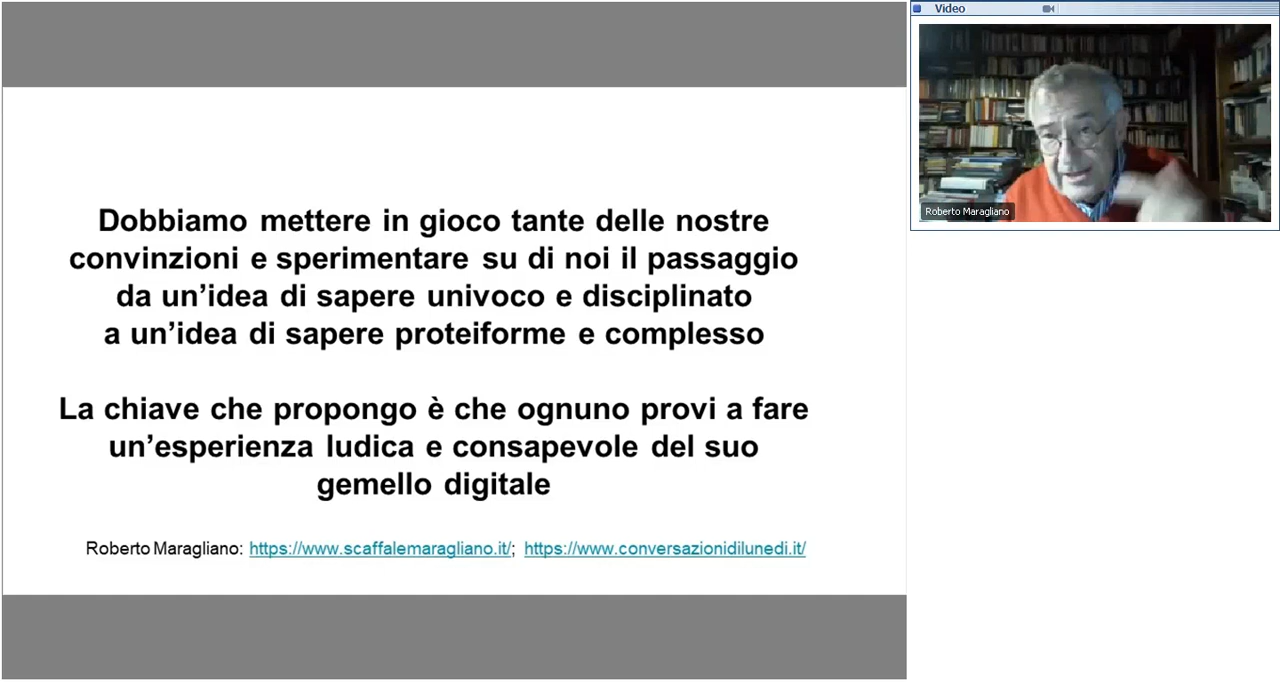 Video
Roberto Maragliano
Dobbiamo mettere in gioco tante delle nostre
convinzioni e sperimentare su di noi il passaggio
da un’idea di sapere univoco e disciplinato
a un’idea di sapere proteiforme e complesso
La chiave che propongo è che ognuno provi a fare
un’esperienza ludica e consapevole del suo
gemello digitale
Roberto Maragliano: https://www.scaffalemaragliano.it/; https://www.conversazionidilunedi.it/